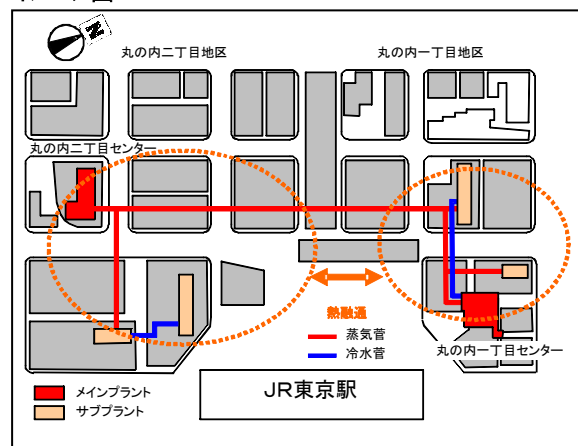 N
丸の内二丁目地区
丸の内一丁目地区
丸の内二丁目センター
熱融通
蒸気菅
冷水菅
丸の内一丁目センター
メインプラント
サブプラント
JR東京駅